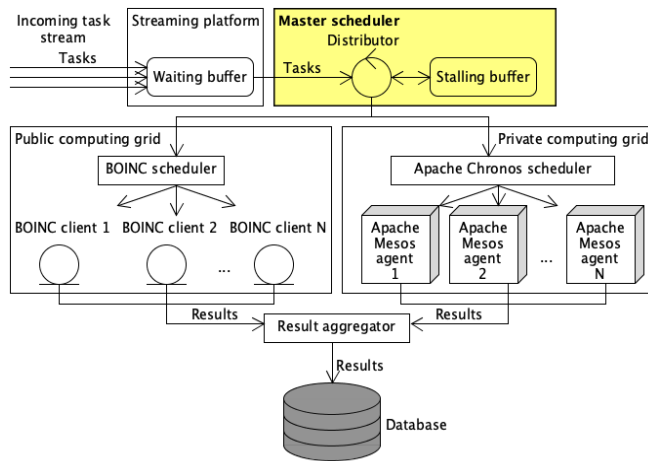 Incoming task
stream
Tasks
Streaming platform
Waiting buffer
Tasks
Master scheduler
Distributor
Stalling buffer
Public computing grid
BOINC scheduler
BOINC client 1
BOINC client 2
BOINC client N
...
Private computing grid
Apache Chronos scheduler
Apache
Mesos
agent
1
Apache
Mesos
agent
2
...
Apache
Mesos
agent
N
Results
Results
Result aggregator
Results
Database